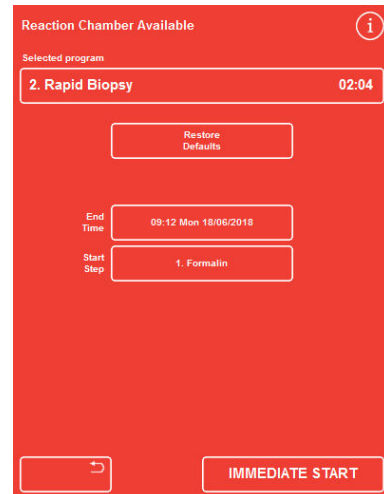 Reaction Chamber Available
i
Selected program
2. Rapid Biopsy 02:04
Restore
Defaults
End
Time
09:12 Mon 18/06/2018
Start
Step
1. Formalin
IMMEDIATE START